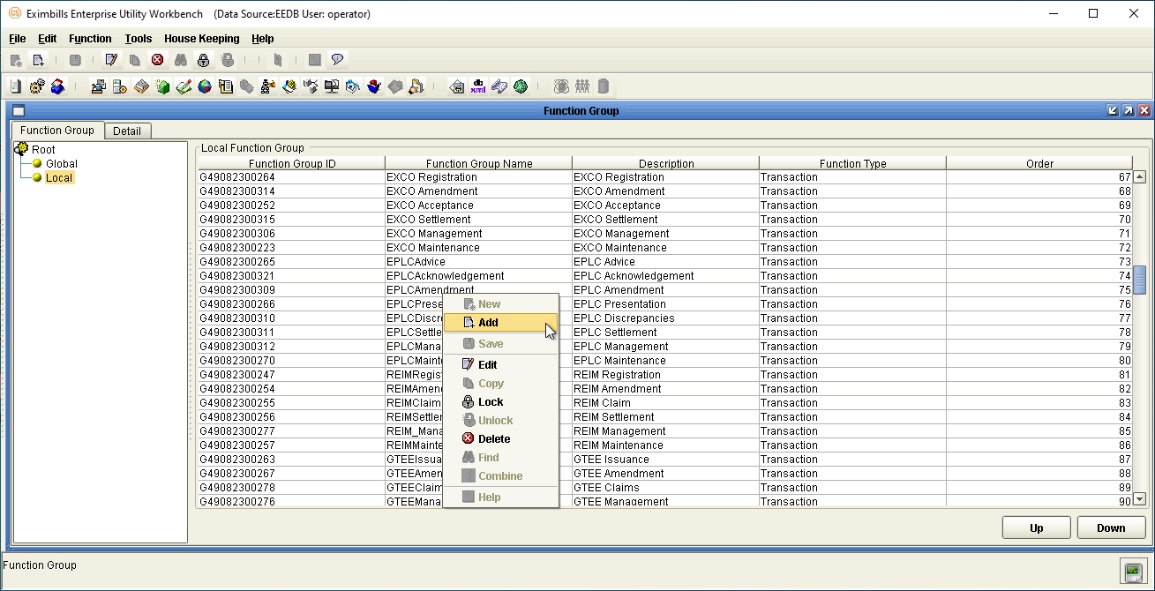 Eximbills Enterprise Utility Workbench (Data Source:EEDB User: operator)
File Edit Function Tools House Keeping Help
Function Group
Function Group Detail
Root
Global
Local
Local Function Group
Function Group ID Function Group Name Description Function Type Order
G49082300264 EXCO Registration EXCO Registration Transaction 67
G49082300314 EXCO Amendment EXCO Amendment Transaction 68
G49082300252 EXCO Acceptance EXCO Acceptance Transaction 69
G49082300315 EXCO Settlement EXCO Settlement Transaction 70
G49082300306 EXCO Management EXCO Management Transaction 71
G49082300223 EXCO Maintenance EXCO Maintenance Transaction 72
G49082300265 EPLCAdvice EPLC Advice Transaction 73
G49082300321 EPLCAcknowledgement EPLC Acknowledgement Transaction 74
G49082300309 EPLCAmendment EPLC Amendment Transaction 75
G49082300266 EPLCPrese EPLC Presentation Transaction 76
G49082300310 EPLCDiscr EPLC Discrepancies Transaction 77
G49082300311 EPLCSettle EPLC Settlement Transaction 78
G49082300312 EPLCMana EPLC Management Transaction 79
G49082300270 EPLCMaint EPLC Maintenance Transaction 80
G49082300247 REIMRegis REIM Registration Transaction 81
G49082300254 REIMAmen REIM Amendment Transaction 82
G49082300255 REIMClaim REIM Claim Transaction 83
G49082300256 REIMSettler REIM Settlement Transaction 84
G49082300277 REIM_Mana REIM Management Transaction 85
G49082300257 REIMMainte REIM Maintenance Transaction 86
G49082300263 GTEEIssua GTEE Issuance Transaction 87
G49082300267 GTEEAmen GTEE Amendment Transaction 88
G49082300278 GTEEClaim GTEE Claims Transaction 89
G49082300276 GTEEMana GTEE Management Transaction 90
New
Add
Save
Edit
Copy
Lock
Unlock
Delete
Find
Combine
Help
Up Down
Function Group